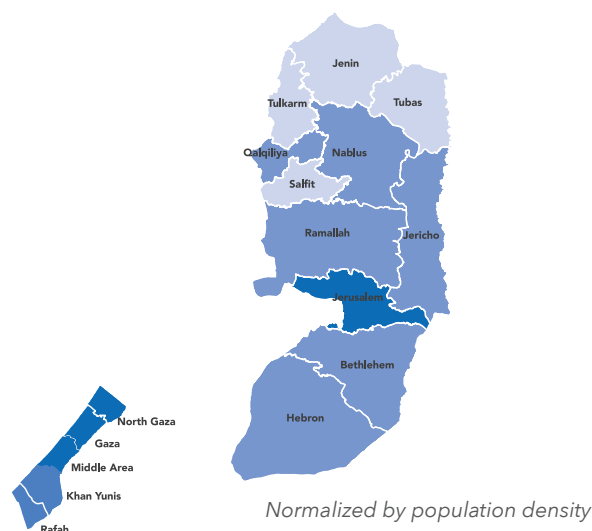 Jenin
Tulkarm
Tubas
Qalqiliya
Nablus
Salfit
Ramallah
Jericho
Jerusalem
Bethlehem
Hebron
North Gaza
Gaza
Middle Area
Khan Yunis
Rafah
Normalized by population density